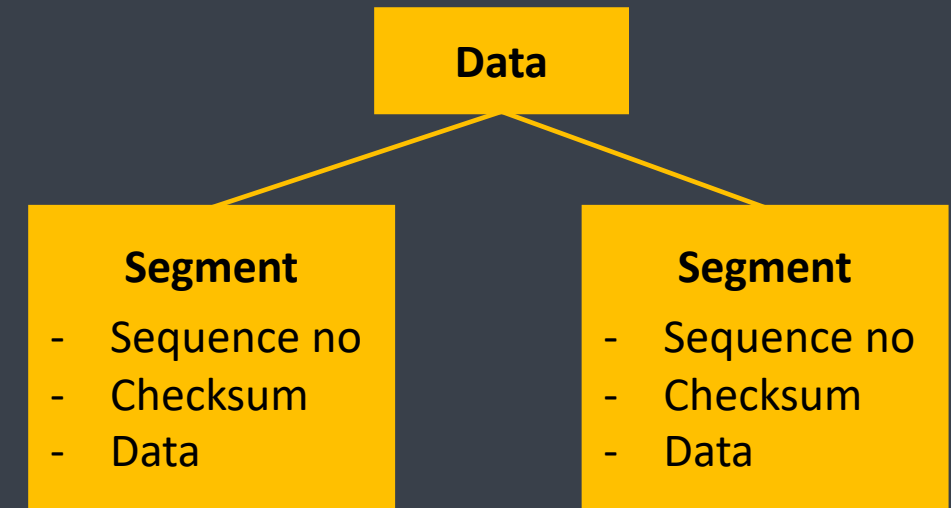 Data
Segment
- Sequence no
- Checksum
- Data
Segment
- Sequence no
- Checksum
- Data